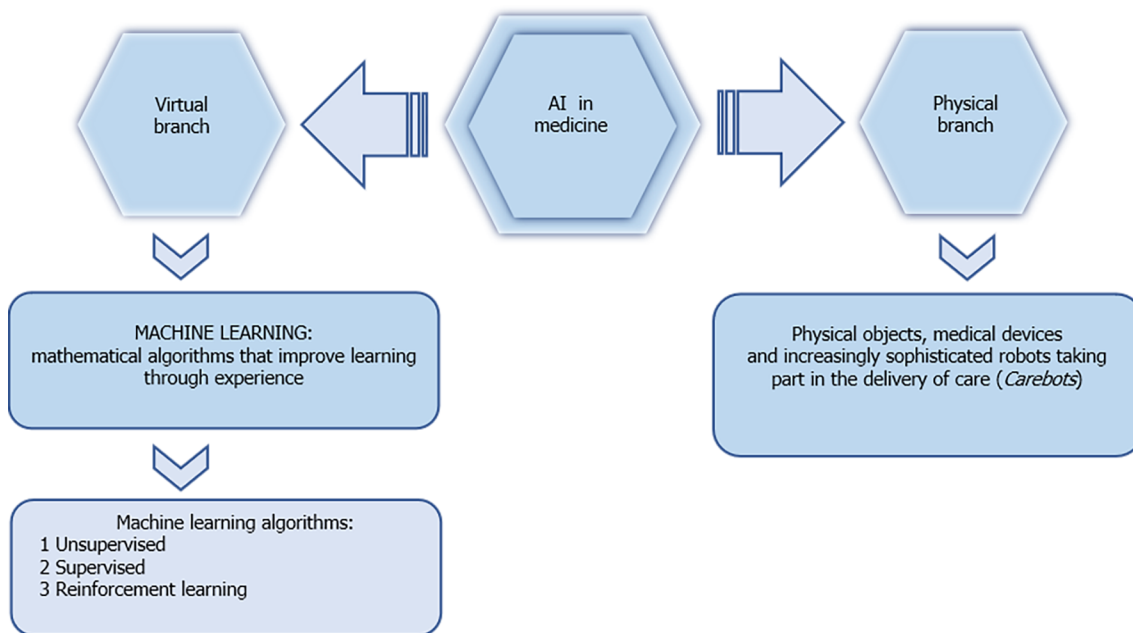 Virtual
branch
AI in
medicine
Physical
branch
MACHINE LEARNING:
mathematical algorithms that improve learning
through experience
Physical objects, medical devices
and increasingly sophisticated robots taking
part in the delivery of care (Carebots)
Machine learning algorithms:
1 Unsupervised
2 Supervised
3 Reinforcement learning